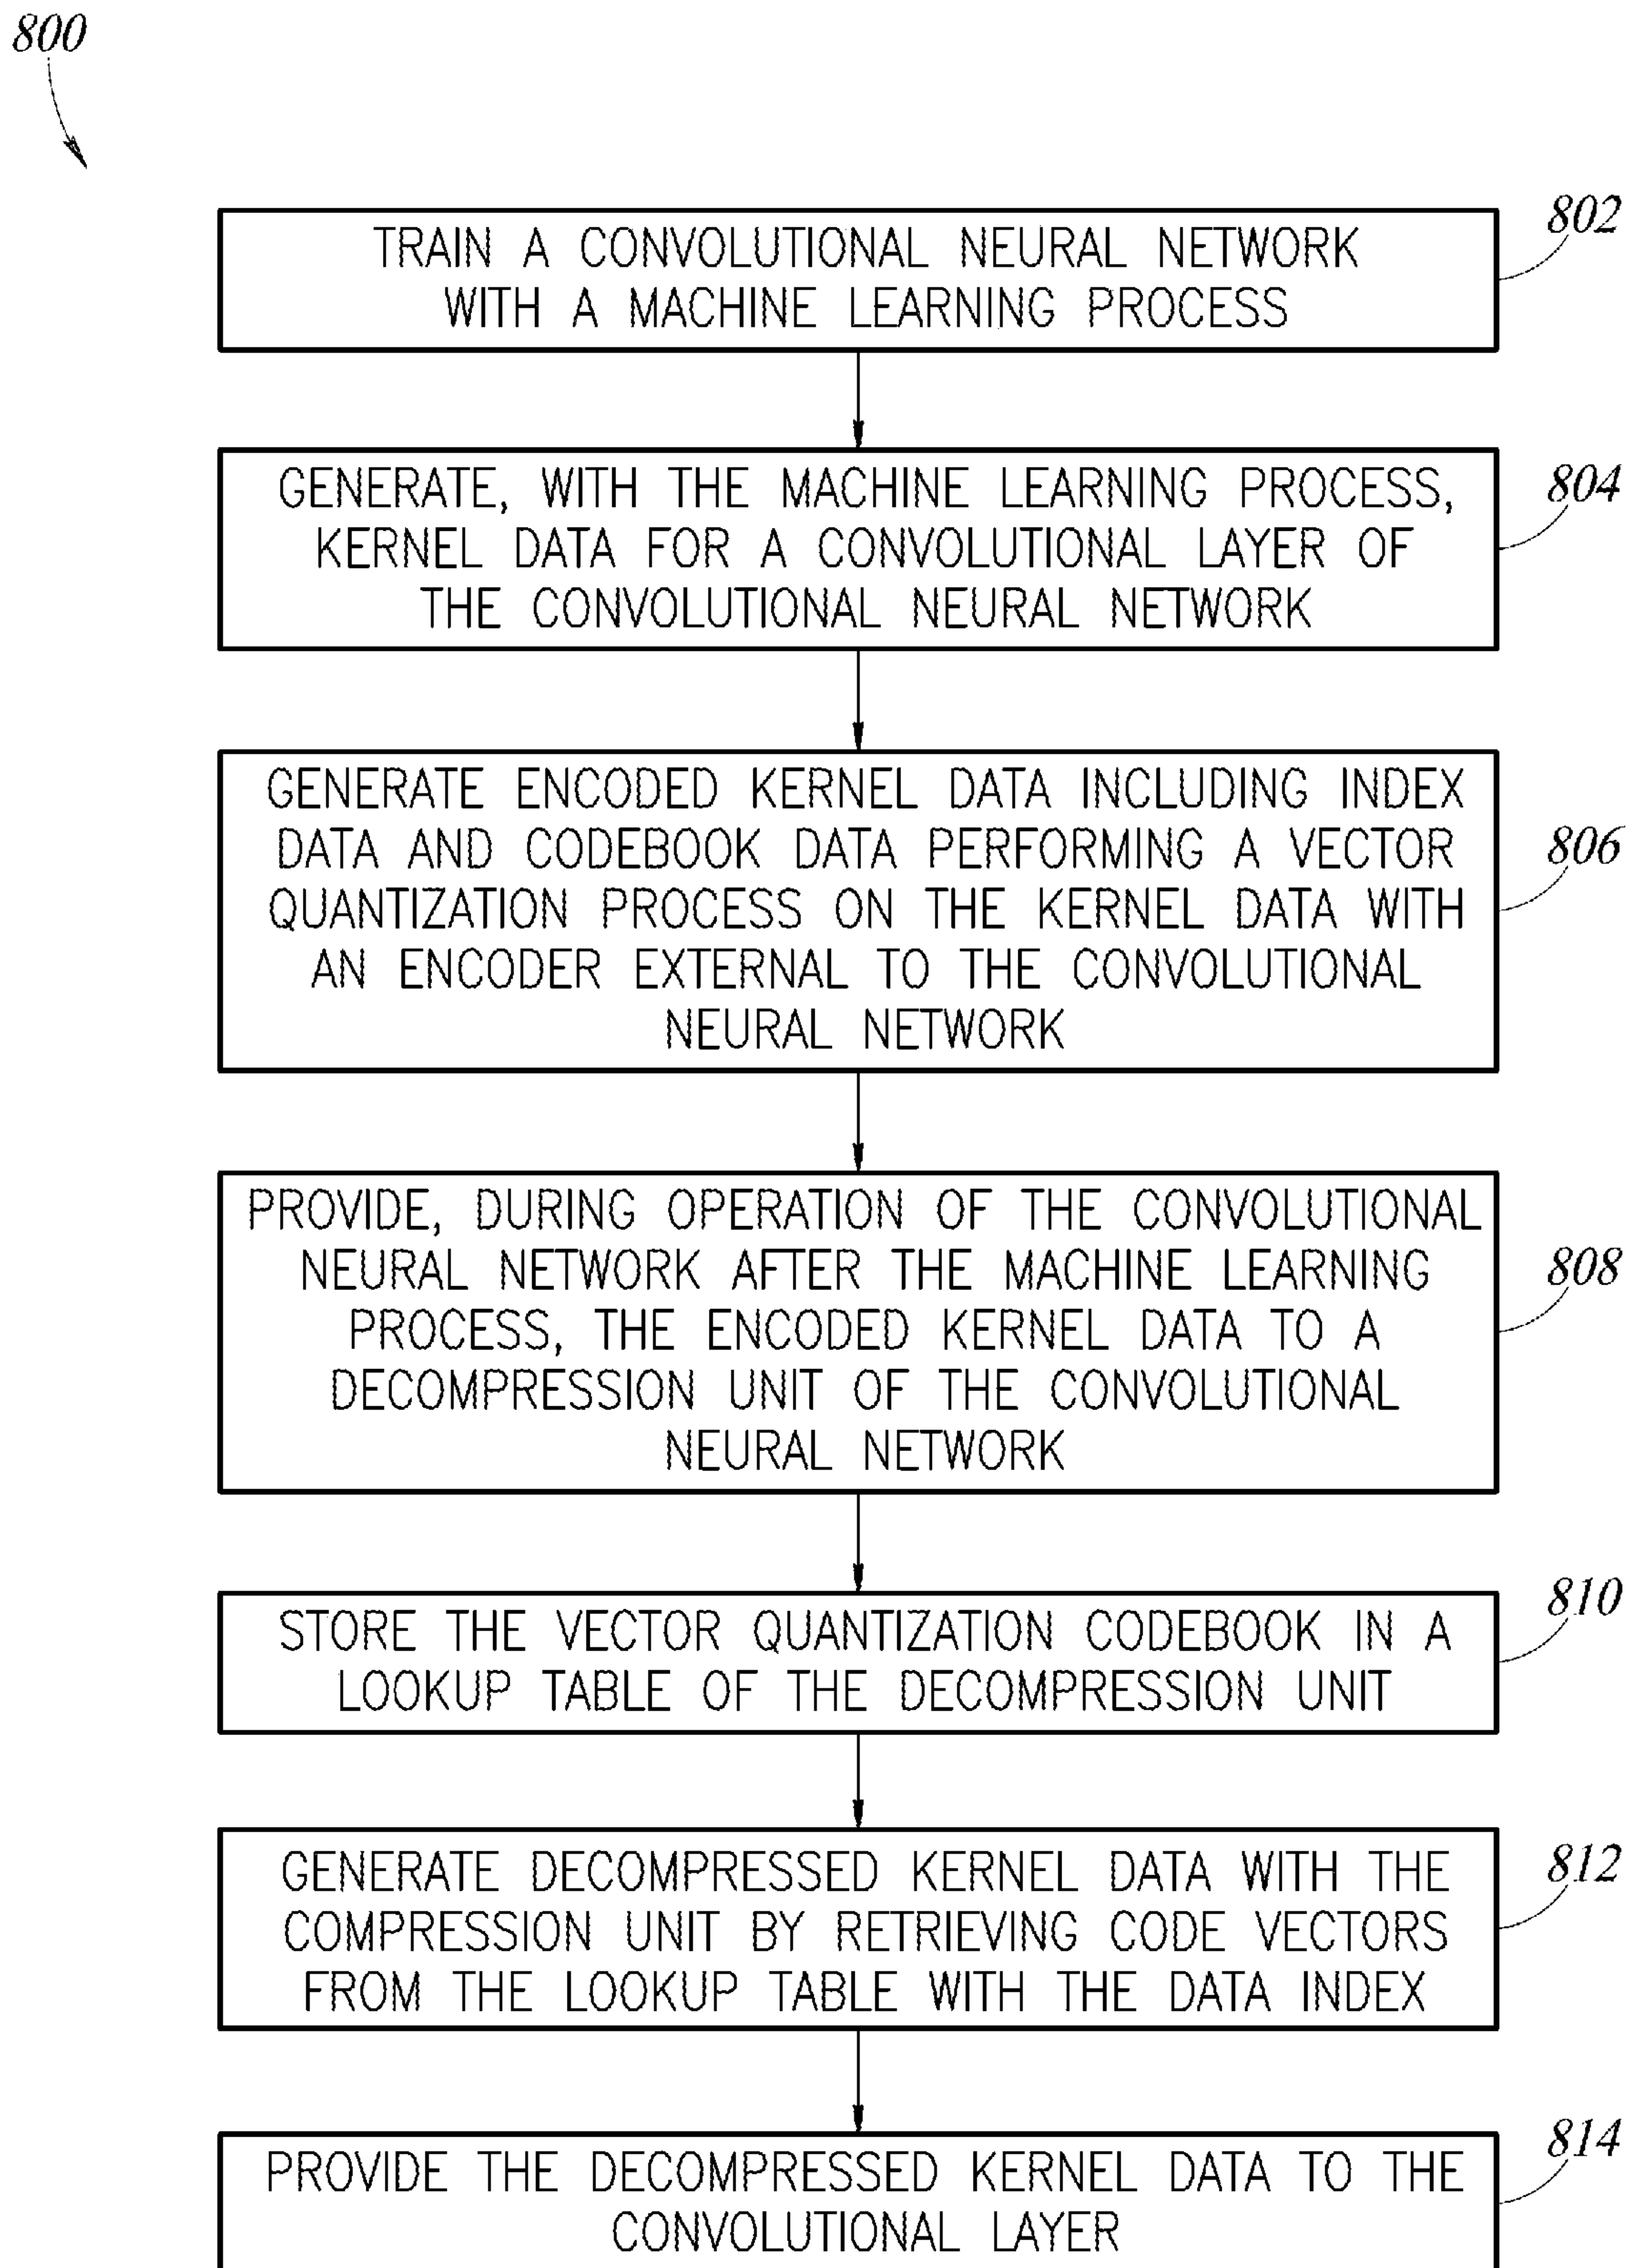 800
802
TRAIN A CONVOLUTIONAL NEURAL NETWORK
WITH A MACHINE LEARNING PROCESS
804
GENERATE, WITH THE MACHINE LEARNING PROCESS,
KERNEL DATA FOR A CONVOLUTIONAL LAYER OF
THE CONVOLUTIONAL NEURAL NETWORK
806
GENERATE ENCODED KERNEL DATA INCLUDING INDEX
DATA AND CODEBOOK DATA PERFORMING A VECTOR
QUANTIZATION PROCESS ON THE KERNEL DATA WITH
AN ENCODER EXTERNAL TO THE CONVOLUTIONAL
NEURAL NETWORK
808
PROVIDE, DURING OPERATION OF THE CONVOLUTIONAL
NEURAL NETWORK AFTER THE MACHINE LEARNING
PROCESS, THE ENCODED KERNEL DATA TO A
DECOMPRESSION UNIT OF THE CONVOLUTIONAL
NEURAL NETWORK
810
STORE THE VECTOR QUANTIZATION CODEBOOK IN A
LOOKUP TABLE OF THE DECOMPRESSION UNIT
812
GENERATE DECOMPRESSED KERNEL DATA WITH THE
COMPRESSION UNIT BY RETRIEVING CODE VECTORS
FROM THE LOOKUP TABLE WITH THE DATA INDEX
814
PROVIDE THE DECOMPRESSED KERNEL DATA TO THE
CONVOLUTIONAL LAYER